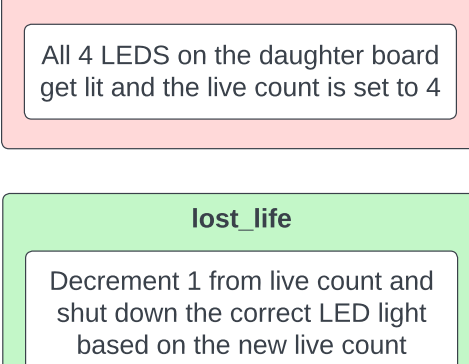 All 4 LEDS on the daughter board
get lit and the live count is set to 4
lost_life
Decrement 1 from live count and
shut down the correct LED light
based on the new live count